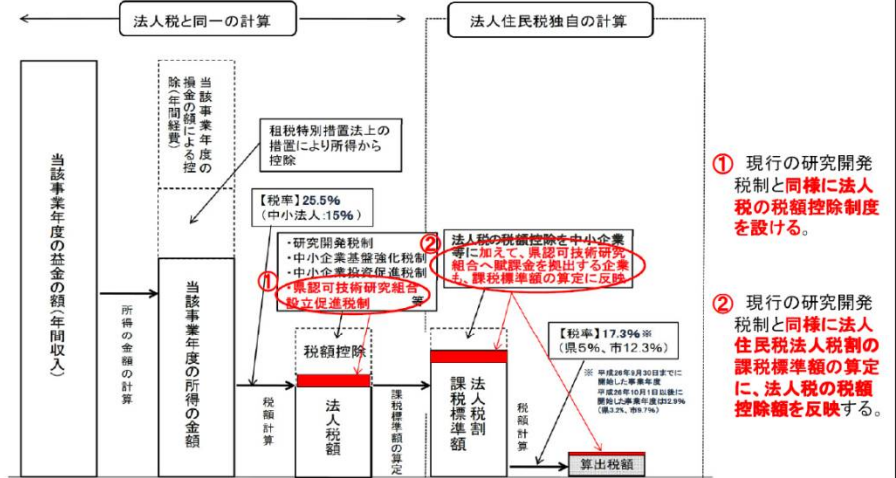 法人税と同一の計算
法人住民税独自の計算
当該事業年度の益金の額(年間収入)
所得の金額の計算
当該事業年度の
損金の額による控
除(年間経費)
当該事業年度の所得の金額
租税特別措置法上の
措置により所得から
控除
【税率】25.5%
(中小法人:15%)
税額計算
①
・研究開発税制
・中小企業基盤強化税制
・中小企業投資促進税制
・県認可技術研究組合
設立促進税制 等
税額控除
法人税額
課税標準額の算定
②
法人税の税額控除を中小企業
等に加えて、県認可技術研究
組合へ賦課金を拠出する企業
も、課税標準額の算定に反映
法人税割
課税標準額
税額計算
【税率】17.3%※
(県5%、市12.3%)
※ 平成26年9月30日までに
開始した事業年度
平成26年10月1日以後に
開始した事業年度は12.9%
(県3.2%、市9.7%)
算出税額
① 現行の研究開発
税制と同様に法人
税の税額控除制度
を設ける。
② 現行の研究開発
税制と同様に法人
住民税法人税割の
課税標準額の算定
に、法人税の税額
控除額を反映する。